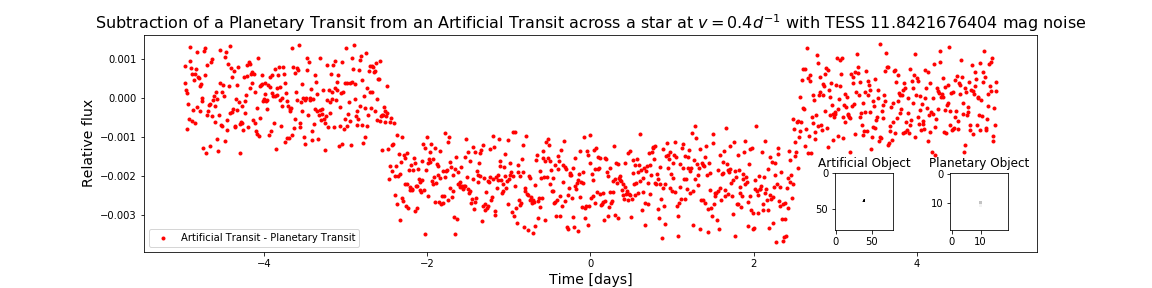 Subtraction of a Planetary Transit from an Artificial Transit across a star at v = 0.4d⁻¹ with TESS 11.8421676404 mag noise
Relative flux
0.001
0.000
−0.001
−0.002
−0.003
Artificial Transit - Planetary Transit
Artificial Object
0
50
0 50
Planetary Object
0
10
0 10
−4 −2 0 2 4
Time [days]